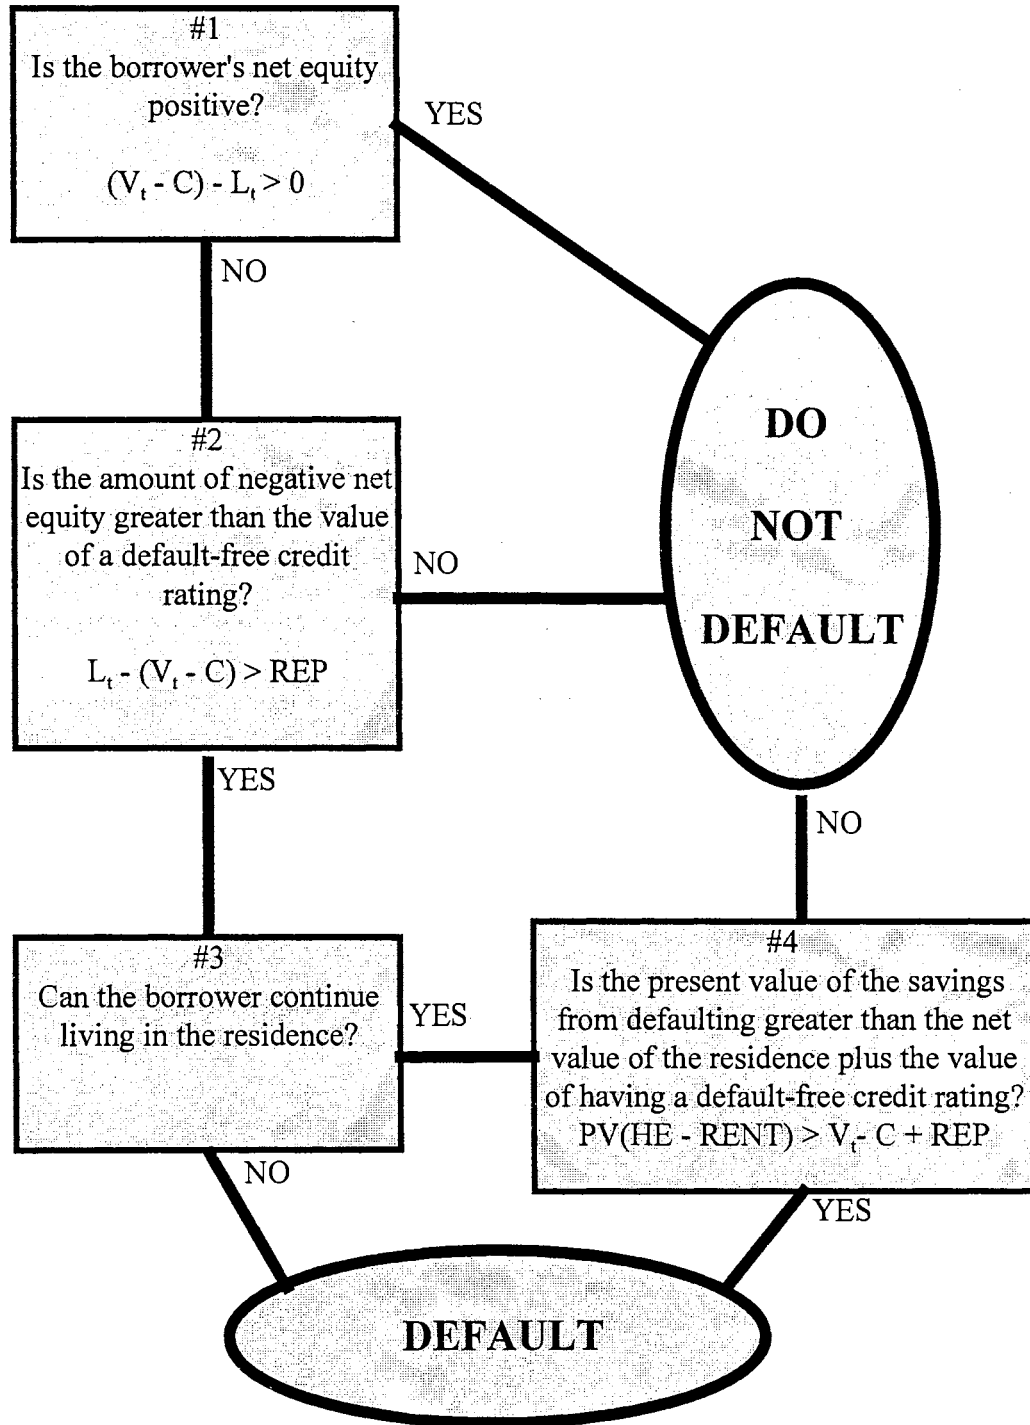 #1
Is the borrower's net equity
positive?
(Vₜ - C) - Lₜ > 0
YES
NO
#2
Is the amount of negative net
equity greater than the value
of a default-free credit
rating?
Lₜ - (Vₜ - C) > REP
NO
DO
NOT
DEFAULT
YES
NO
#3
Can the borrower continue
living in the residence?
YES
#4
Is the present value of the savings
from defaulting greater than the net
value of the residence plus the value
of having a default-free credit rating?
PV(HE - RENT) > Vₜ- C + REP
NO
YES
DEFAULT